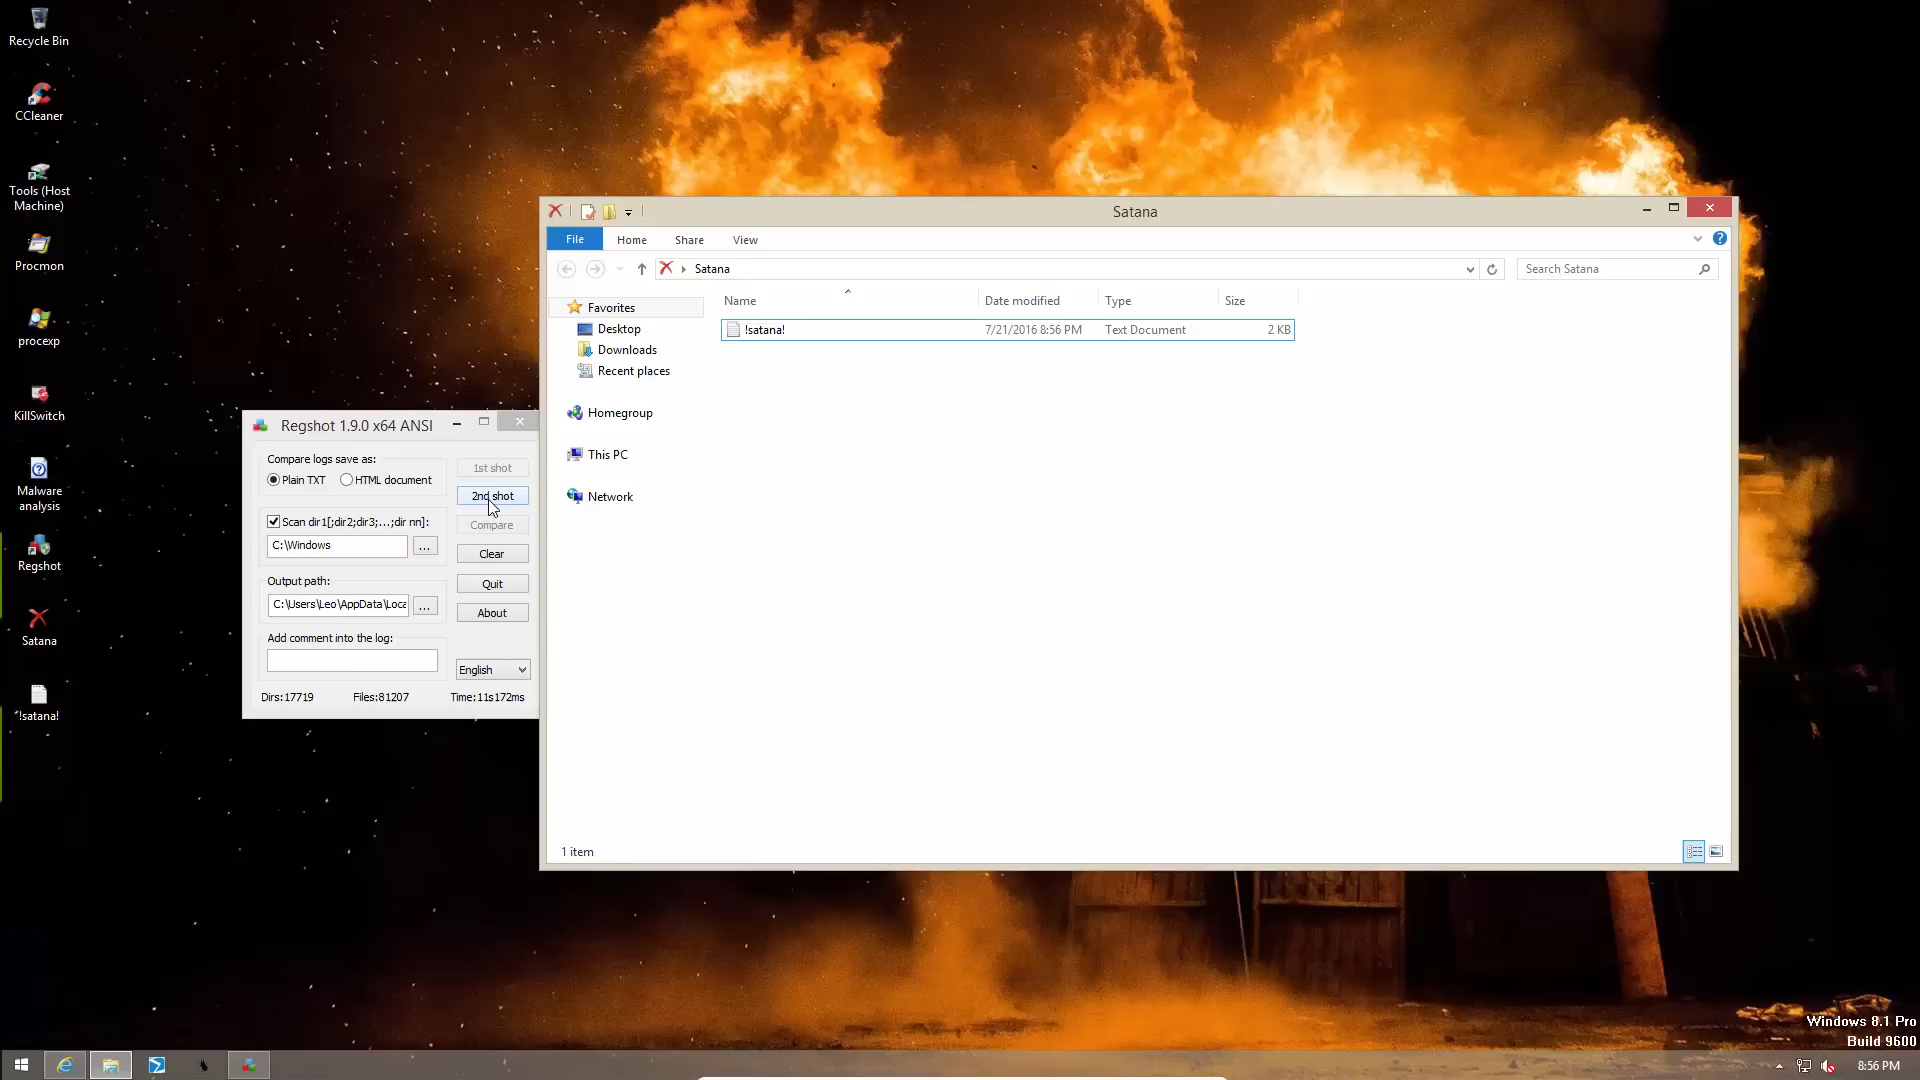 Recycle Bin
CCleaner
Tools (Host
Machine)
Procmon
procexp
KillSwitch
Malware
analysis
Regshot
Satana
!satana!
Regshot 1.9.0 x64 ANSI
Compare logs save as:
Plain TXT
HTML document
1st shot
2nd shot
Scan dir1[;dir2;dir3;...;dir nn]:
Compare
C:\Windows
...
Clear
Output path:
Quit
C:\Users\Leo\AppData\Loca
...
About
Add comment into the log:
English
Dirs:17719
Files:81207
Time:11s172ms
Satana
File
Home
Share
View
Satana
Search Satana
Favorites
Desktop
Downloads
Recent places
Homegroup
This PC
Network
Name
Date modified
Type
Size
!satana!
7/21/2016 8:56 PM
Text Document
2 KB
1 item
Windows 8.1 Pro
Build 9600
8:56 PM